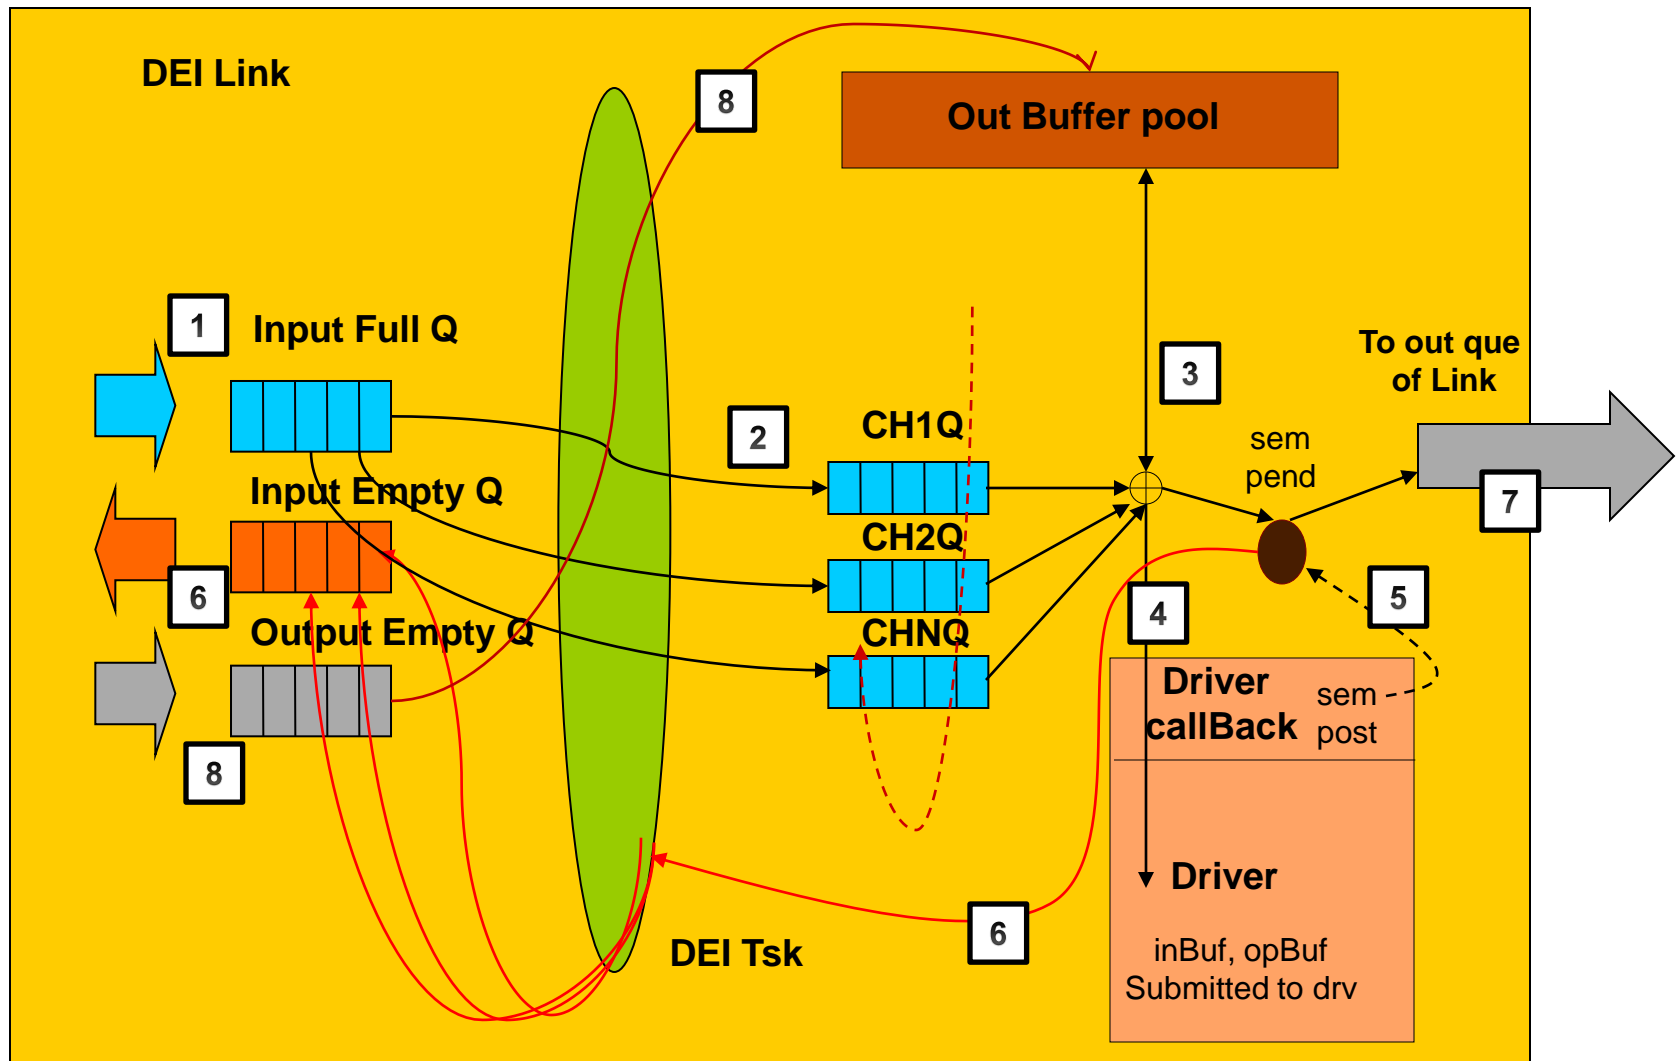 DEI Link
8
Out Buffer pool
1
Input Full Q
3
To out que
of Link
2
CH1Q
sem
pend
Input Empty Q
7
CH2Q
6
4
5
Output Empty Q
CHNQ
Driver
callBack
sem
post
8
Driver
6
DEI Tsk
inBuf, opBuf
Submitted to drv